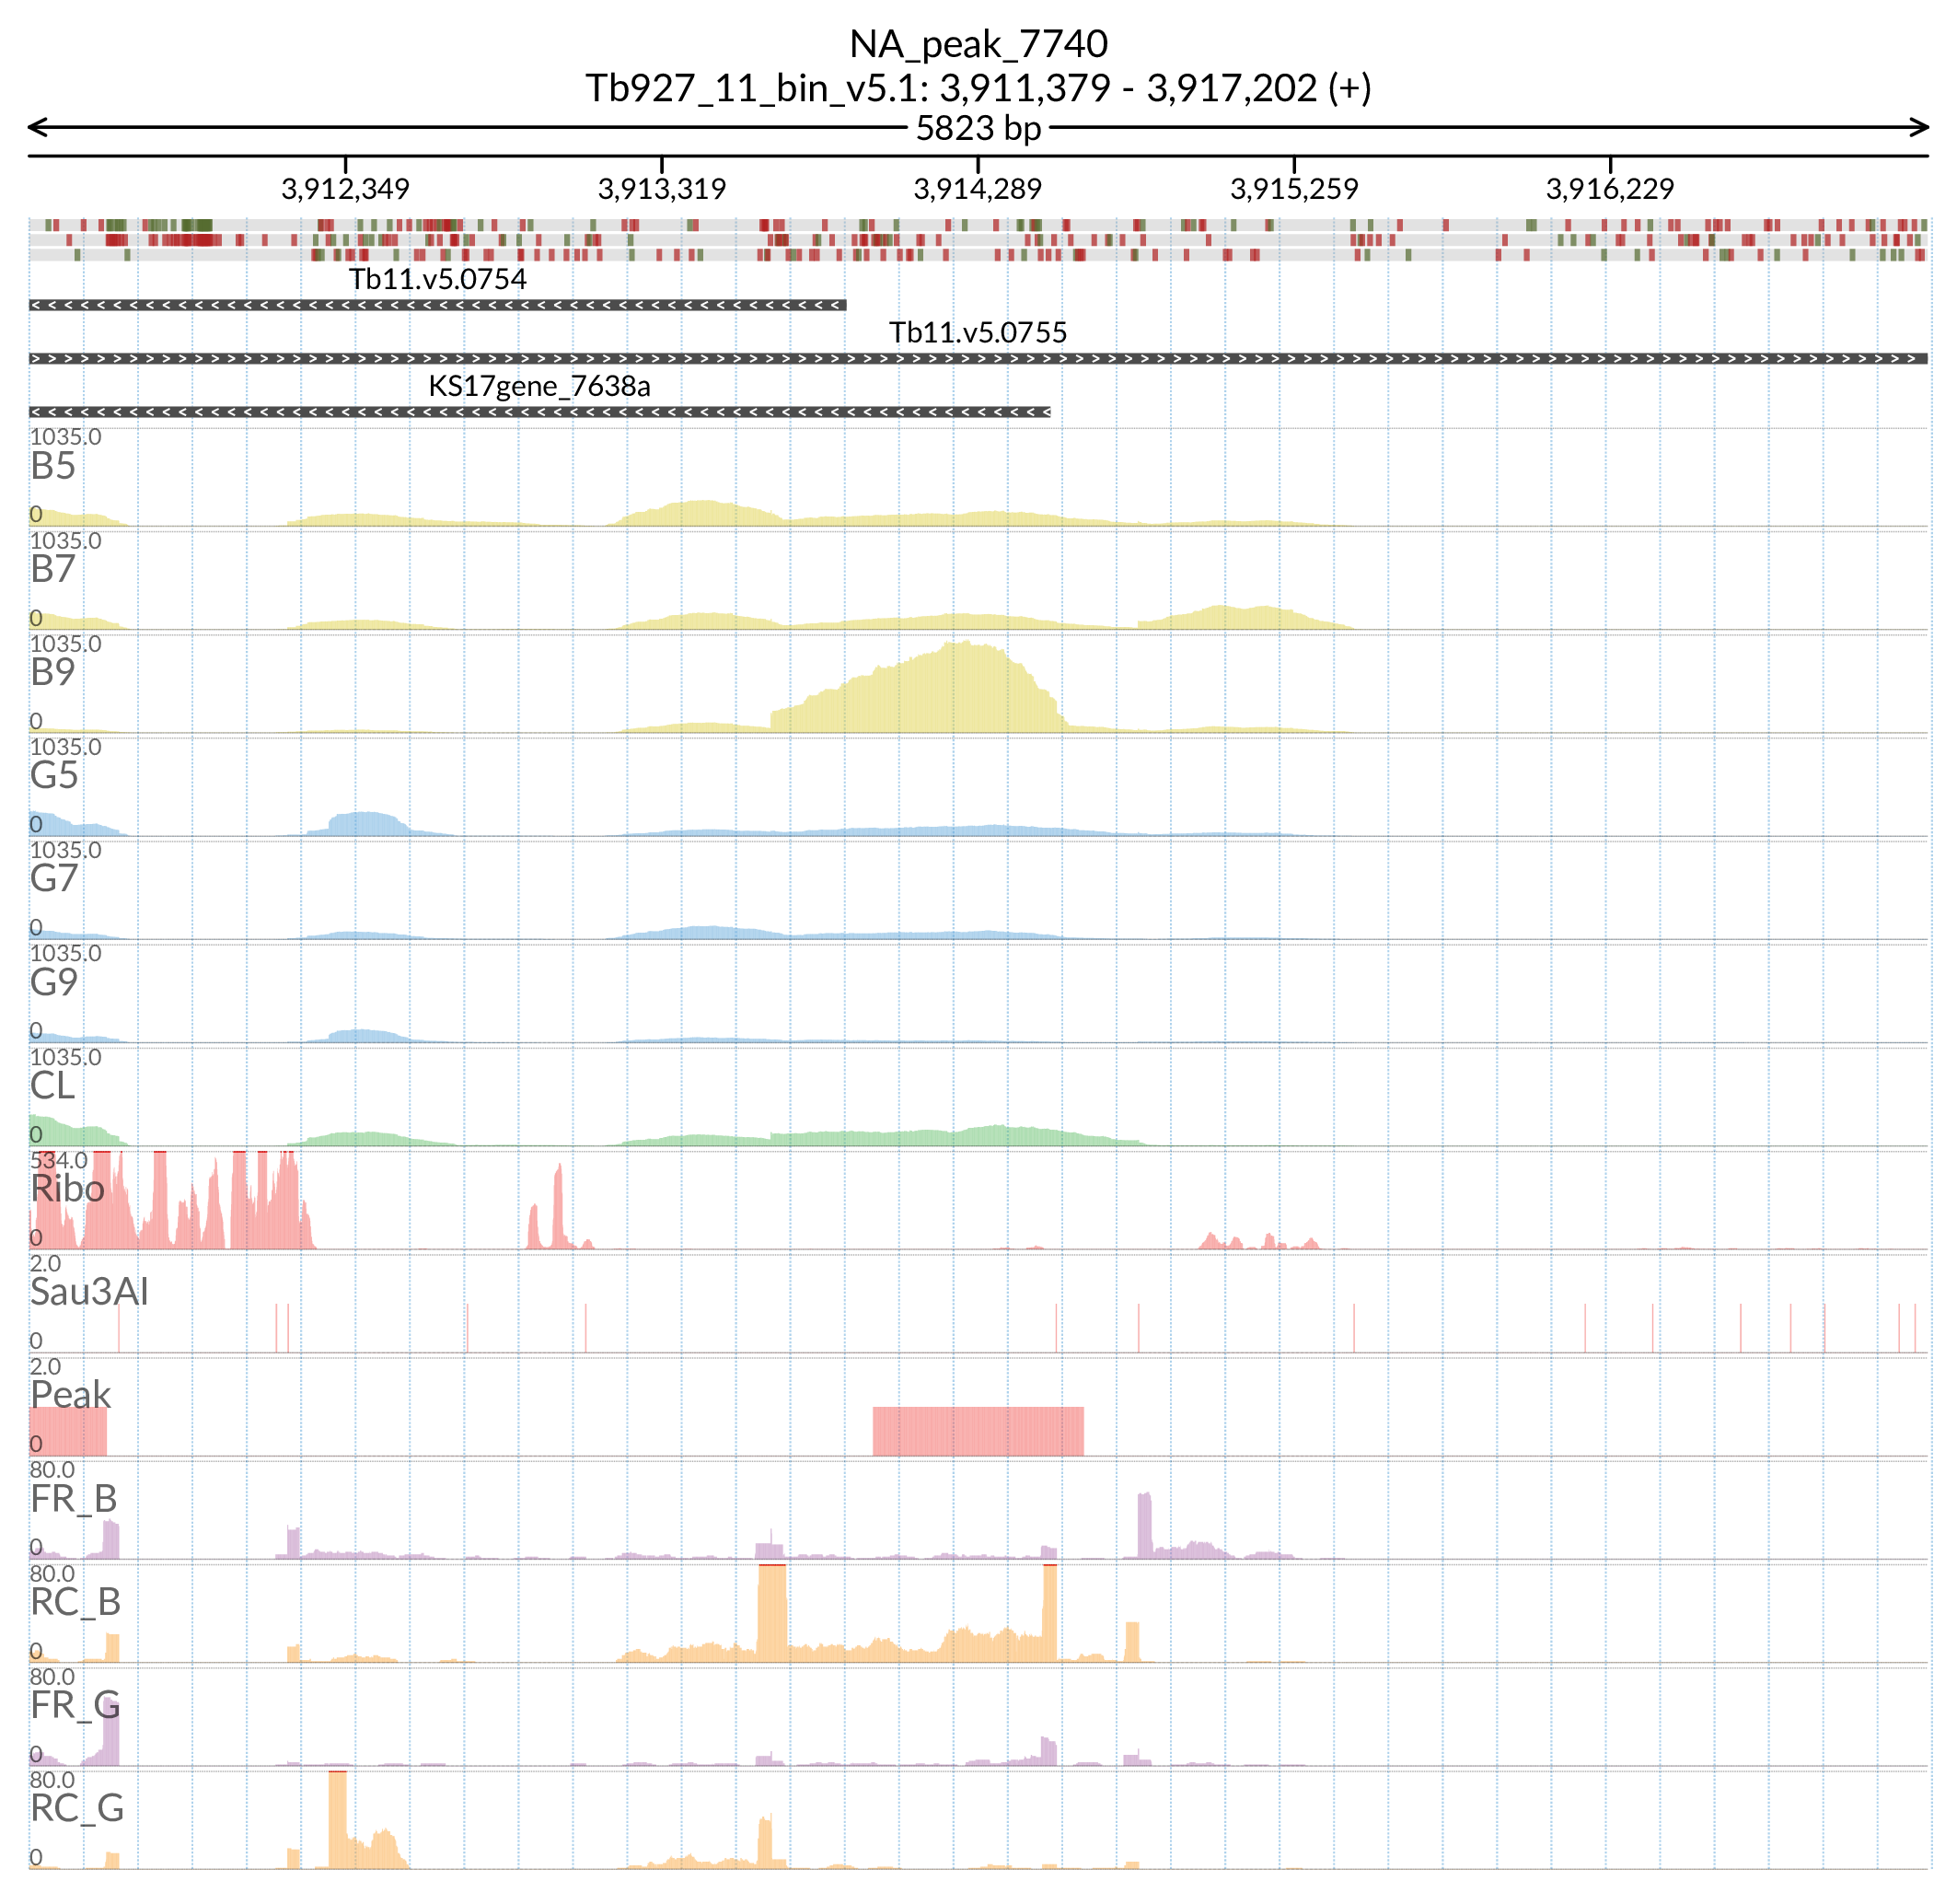 NA_peak_7740
Tb927_11_bin_v5.1: 3,911,379 - 3,917,202 (+)
5823 bp
3,912,349 3,913,319 3,914,289 3,915,259 3,916,229
Tb11.v5.0754
Tb11.v5.0755
KS17gene_7638a
1035.0
B5
0
1035.0
B7
0
1035.0
B9
0
1035.0
G5
0
1035.0
G7
0
1035.0
G9
0
1035.0
CL
0
534.0
Ribo
0
2.0
Sau3AI
0
2.0
Peak
0
80.0
FR_B
0
80.0
RC_B
0
80.0
FR_G
0
80.0
RC_G
0